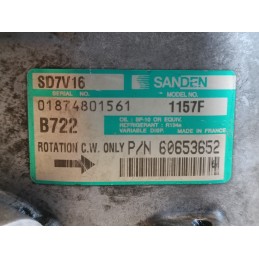 SD7V16 SANDEN
SERIAL NO. MODEL NO.
01874801561 1157F
B722
OIL : SP-10 OR EQUIV.
REFRIGERANT : R134a
VARIABLE DISP. MADE IN FRANCE
ROTATION C.W. ONLY P/N 60653652